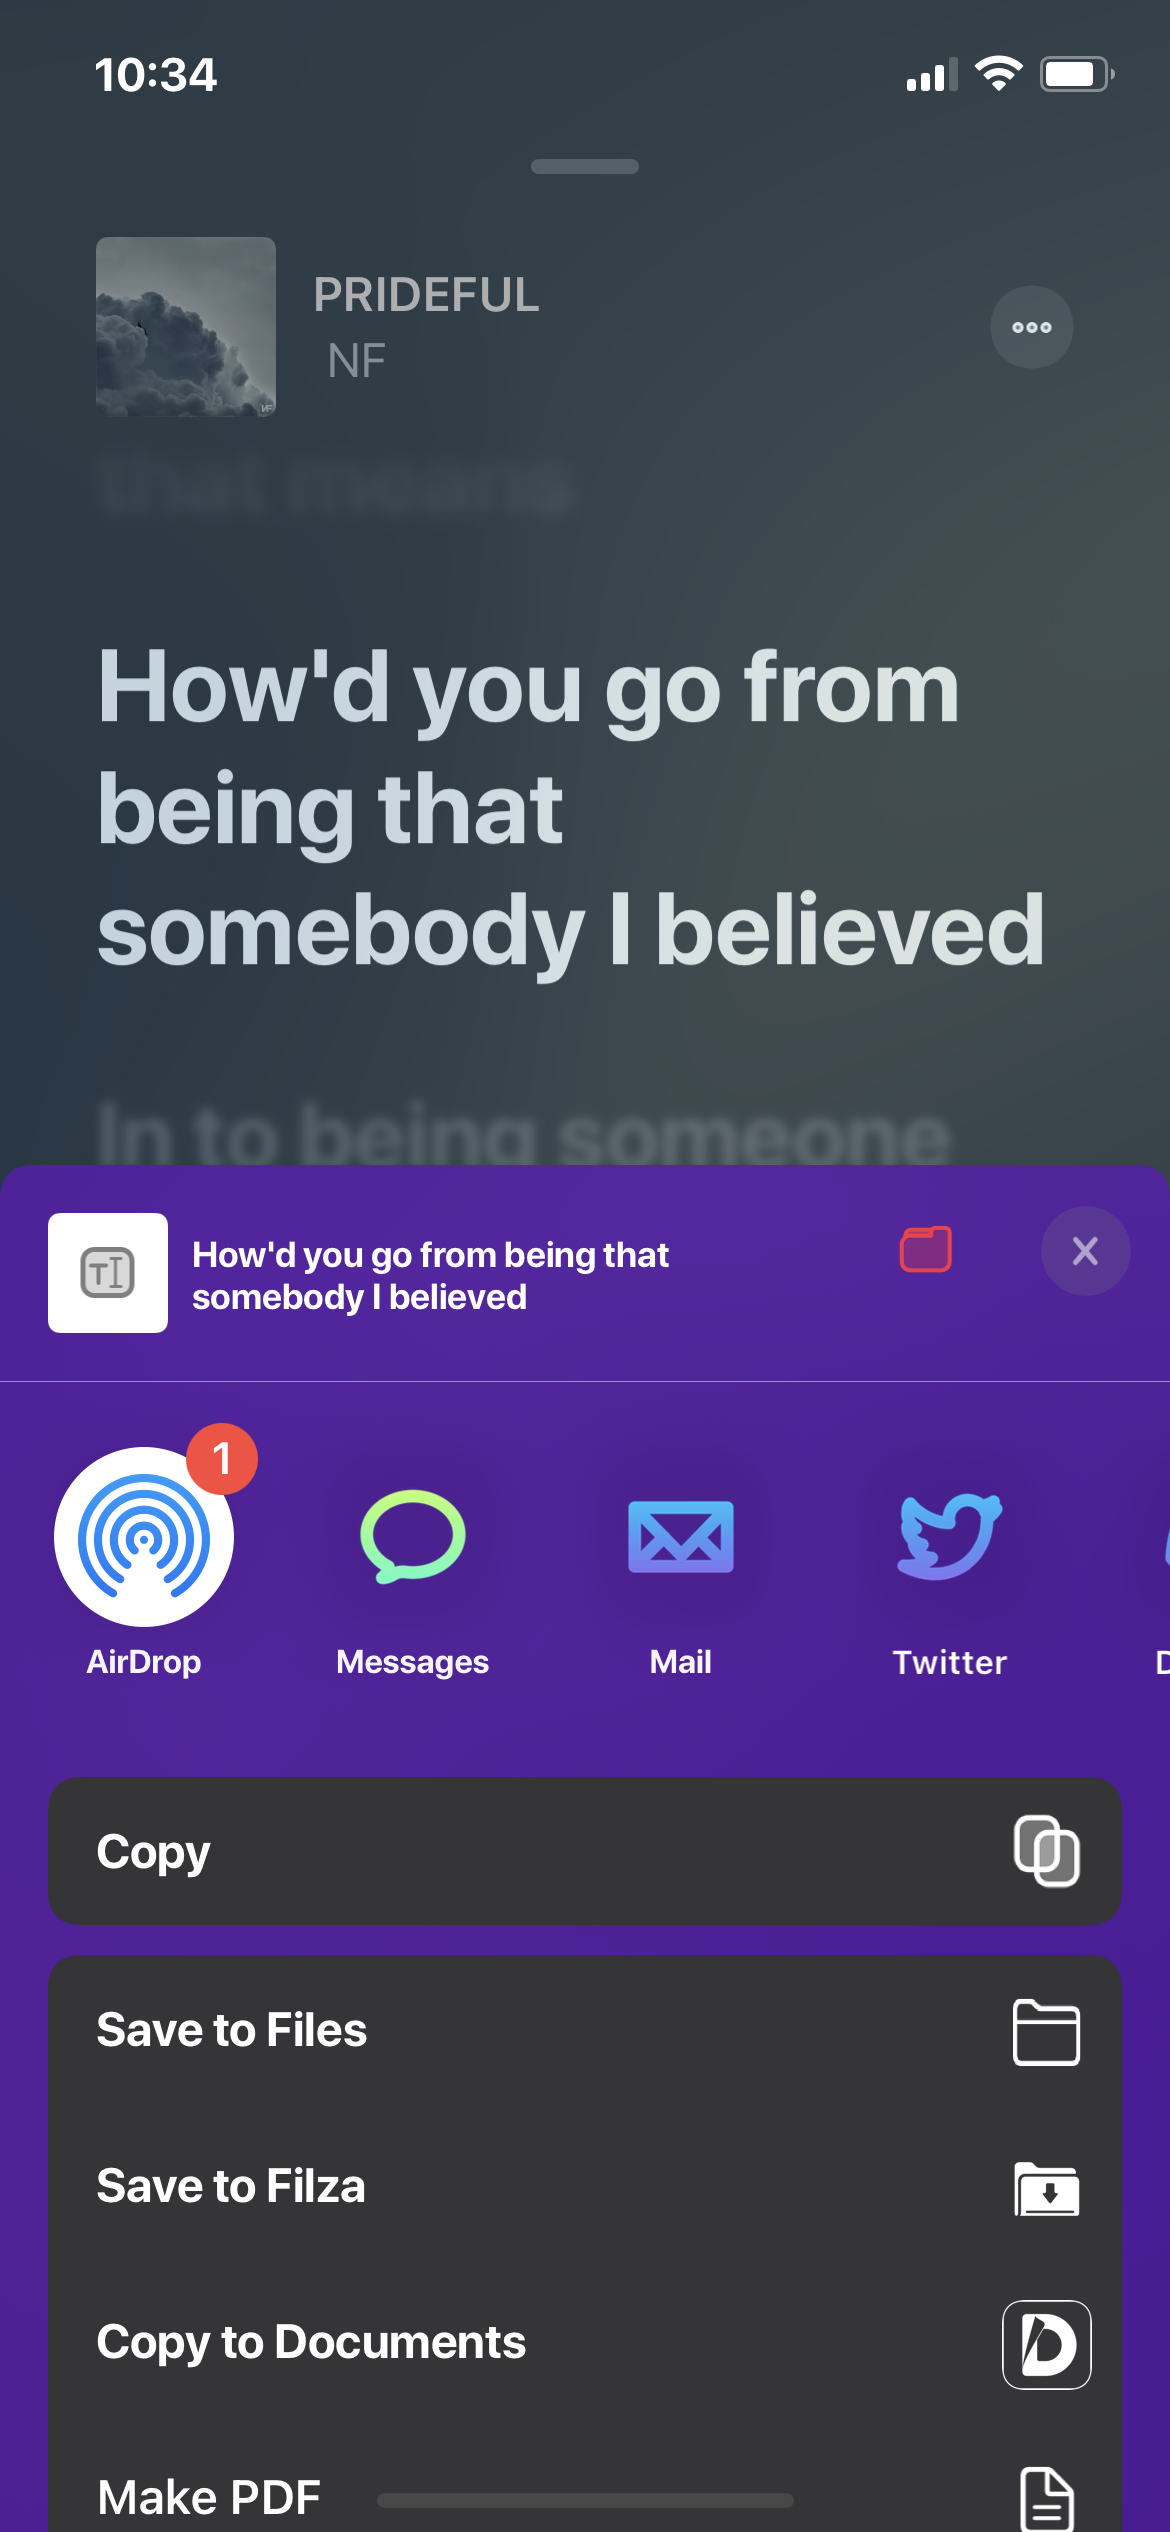 10:34
PRIDEFUL
NF
that means
How'd you go from
being that
somebody I believed
In to being someone
How'd you go from being that
somebody I believed
1
AirDrop
Messages
Mail
Twitter
Copy
Save to Files
Save to Filza
Copy to Documents
Make PDF